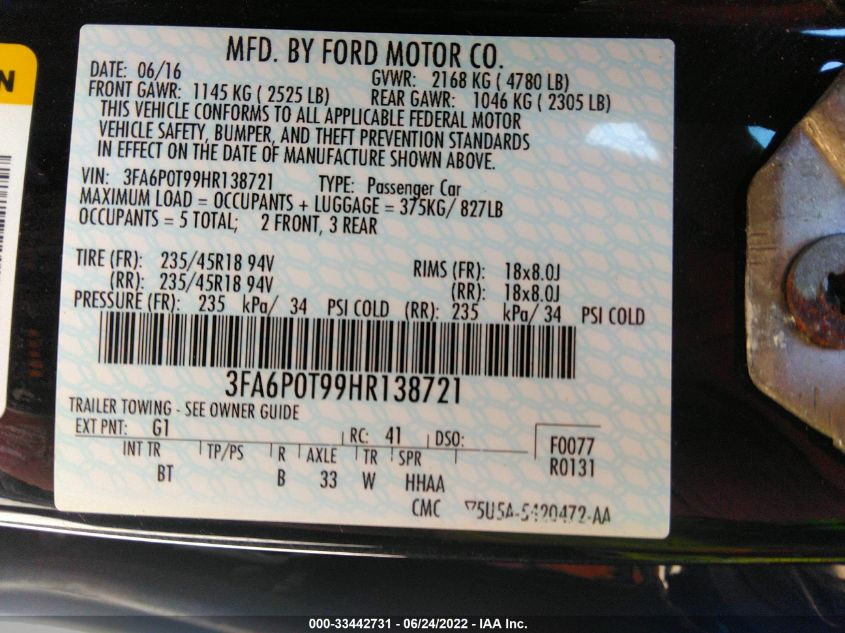 N
MFD. BY FORD MOTOR CO.
DATE: 06/16 GVWR: 2168 KG ( 4780 LB)
FRONT GAWR: 1145 KG ( 2525 LB) REAR GAWR: 1046 KG ( 2305 LB)
THIS VEHICLE CONFORMS TO ALL APPLICABLE FEDERAL MOTOR
VEHICLE SAFETY, BUMPER, AND THEFT PREVENTION STANDARDS
IN EFFECT ON THE DATE OF MANUFACTURE SHOWN ABOVE.
VIN: 3FA6P0T99HR138721 TYPE: Passenger Car
MAXIMUM LOAD = OCCUPANTS + LUGGAGE = 375KG/ 827LB
OCCUPANTS = 5 TOTAL; 2 FRONT, 3 REAR
TIRE (FR): 235/45R18 94V RIMS (FR): 18x8.0J
(RR): 235/45R18 94V (RR): 18x8.0J
PRESSURE (FR): 235 kPa/ 34 PSI COLD (RR): 235 kPa/ 34 PSI COLD
3FA6P0T99HR138721
TRAILER TOWING - SEE OWNER GUIDE
EXT PNT: G1 RC: 41 DSO: F0077
INT TR TP/PS R AXLE TR SPR R0131
BT B 33 W HHAA
CMC 5U5A-5420472-AA
000-33442731 - 06/24/2022 - IAA Inc.